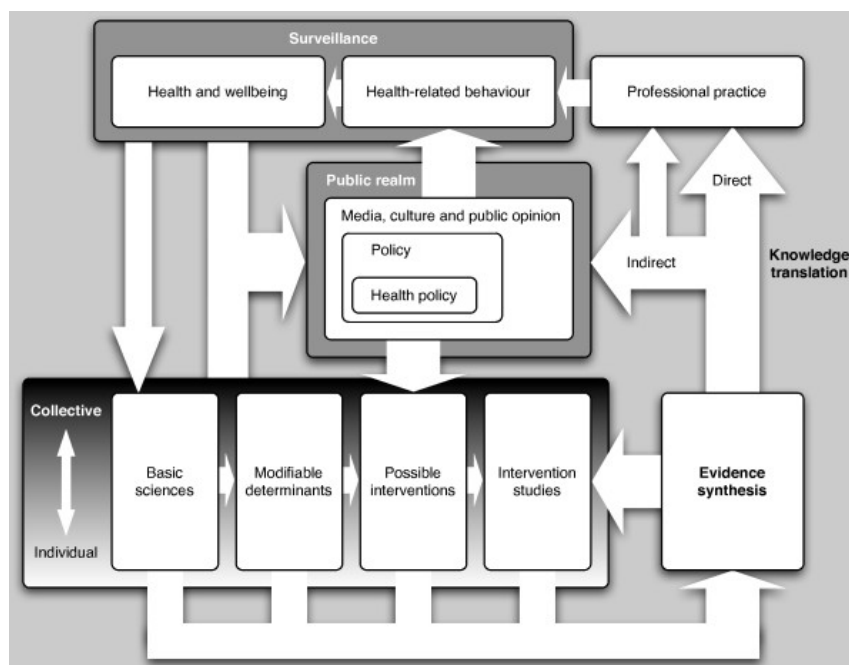 Surveillance
Health and wellbeing
Health-related behaviour
Professional practice
Public realm
Media, culture and public opinion
Policy
Health policy
Direct
Indirect
Knowledge
translation
Collective
Individual
Basic
sciences
Modifiable
determinants
Possible
interventions
Intervention
studies
Evidence
synthesis